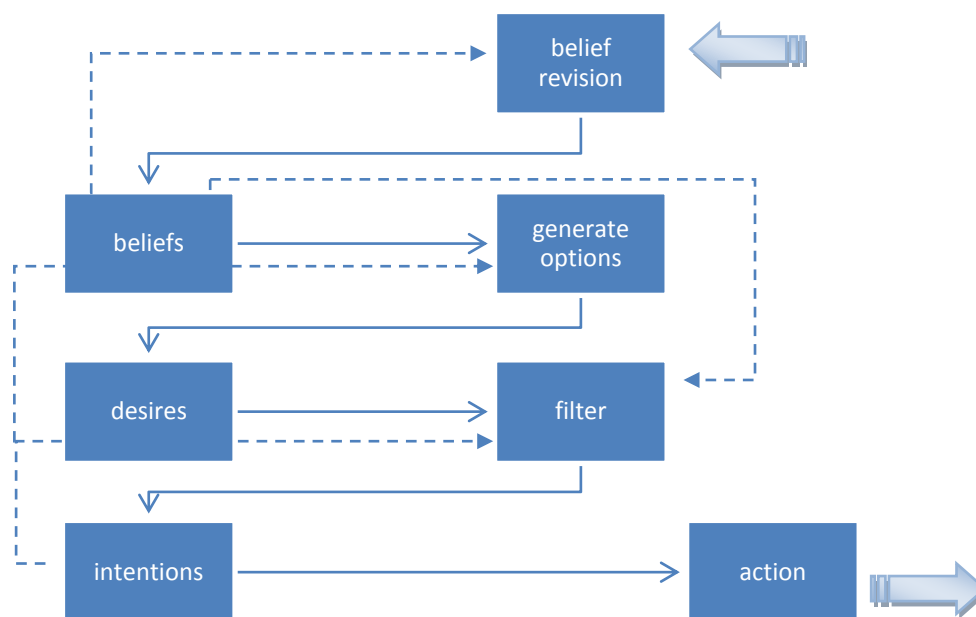 belief
revision
beliefs
generate
options
desires
filter
intentions
action